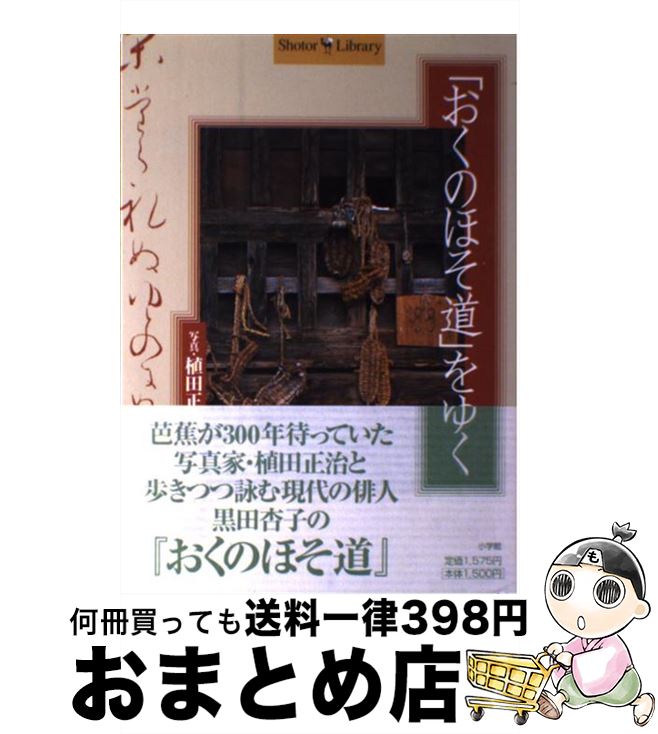 Shotor Library
「おくのほそ道」をゆく
写真・植田正
芭蕉が300年待っていた
写真家・植田正治と
歩きつつ詠む現代の俳人
黒田杏子の
『おくのほそ道』
小学館
定価1,575円
本体1,500円
も
何冊買っても送料一律398円
おまとめ店